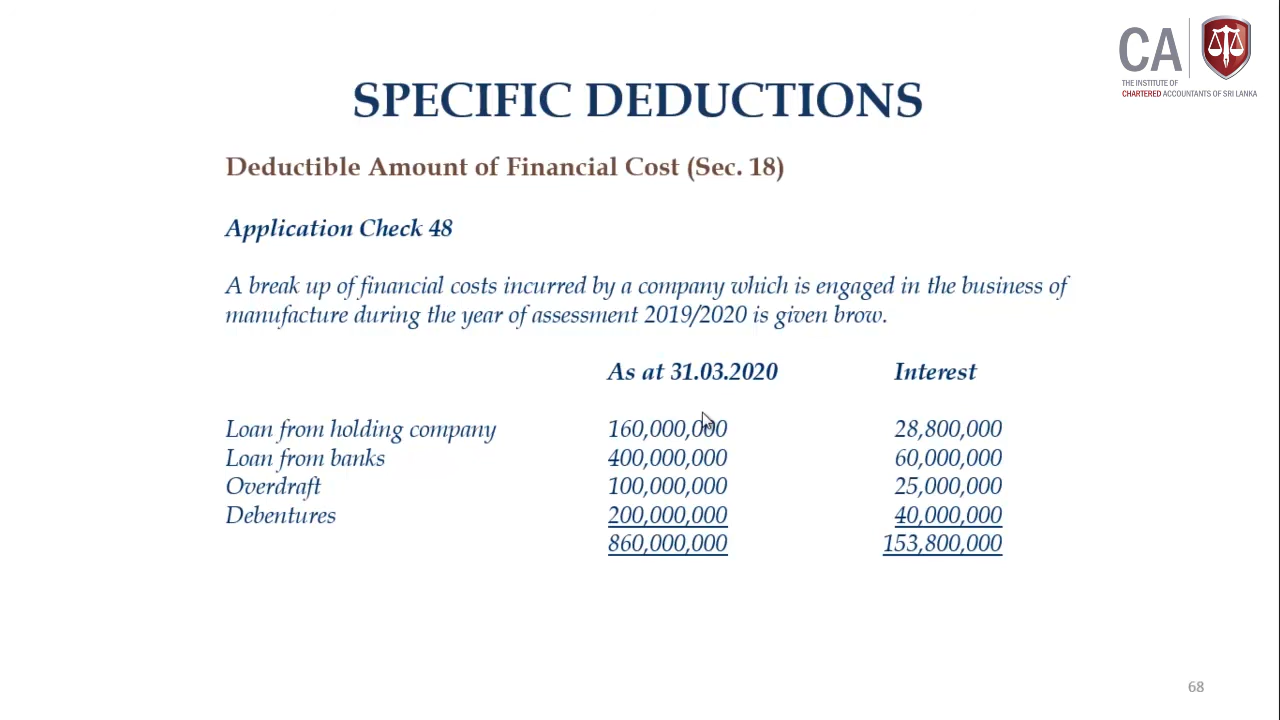 CA
THE INSTITUTE OF
CHARTERED ACCOUNTANTS OF SRI LANKA
SPECIFIC DEDUCTIONS
Deductible Amount of Financial Cost (Sec. 18)
Application Check 48
A break up of financial costs incurred by a company which is engaged in the business of
manufacture during the year of assessment 2019/2020 is given brow.
As at 31.03.2020 Interest
Loan from holding company 160,000,000 28,800,000
Loan from banks 400,000,000 60,000,000
Overdraft 100,000,000 25,000,000
Debentures 200,000,000 40,000,000
860,000,000 153,800,000
68